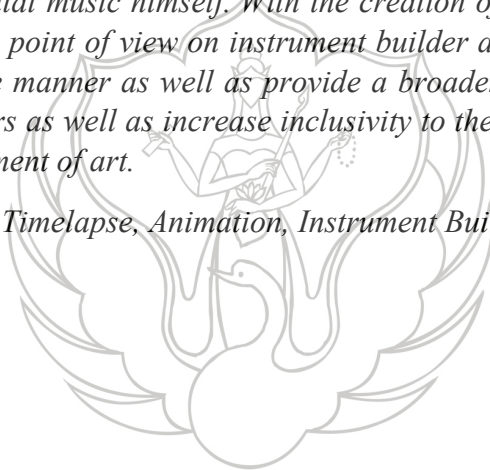 ntal music himself. With the creation of
point of view on instrument builder a
e manner as well as provide a broade
rs as well as increase inclusivity to the
ment of art.
Timelapse, Animation, Instrument Bui